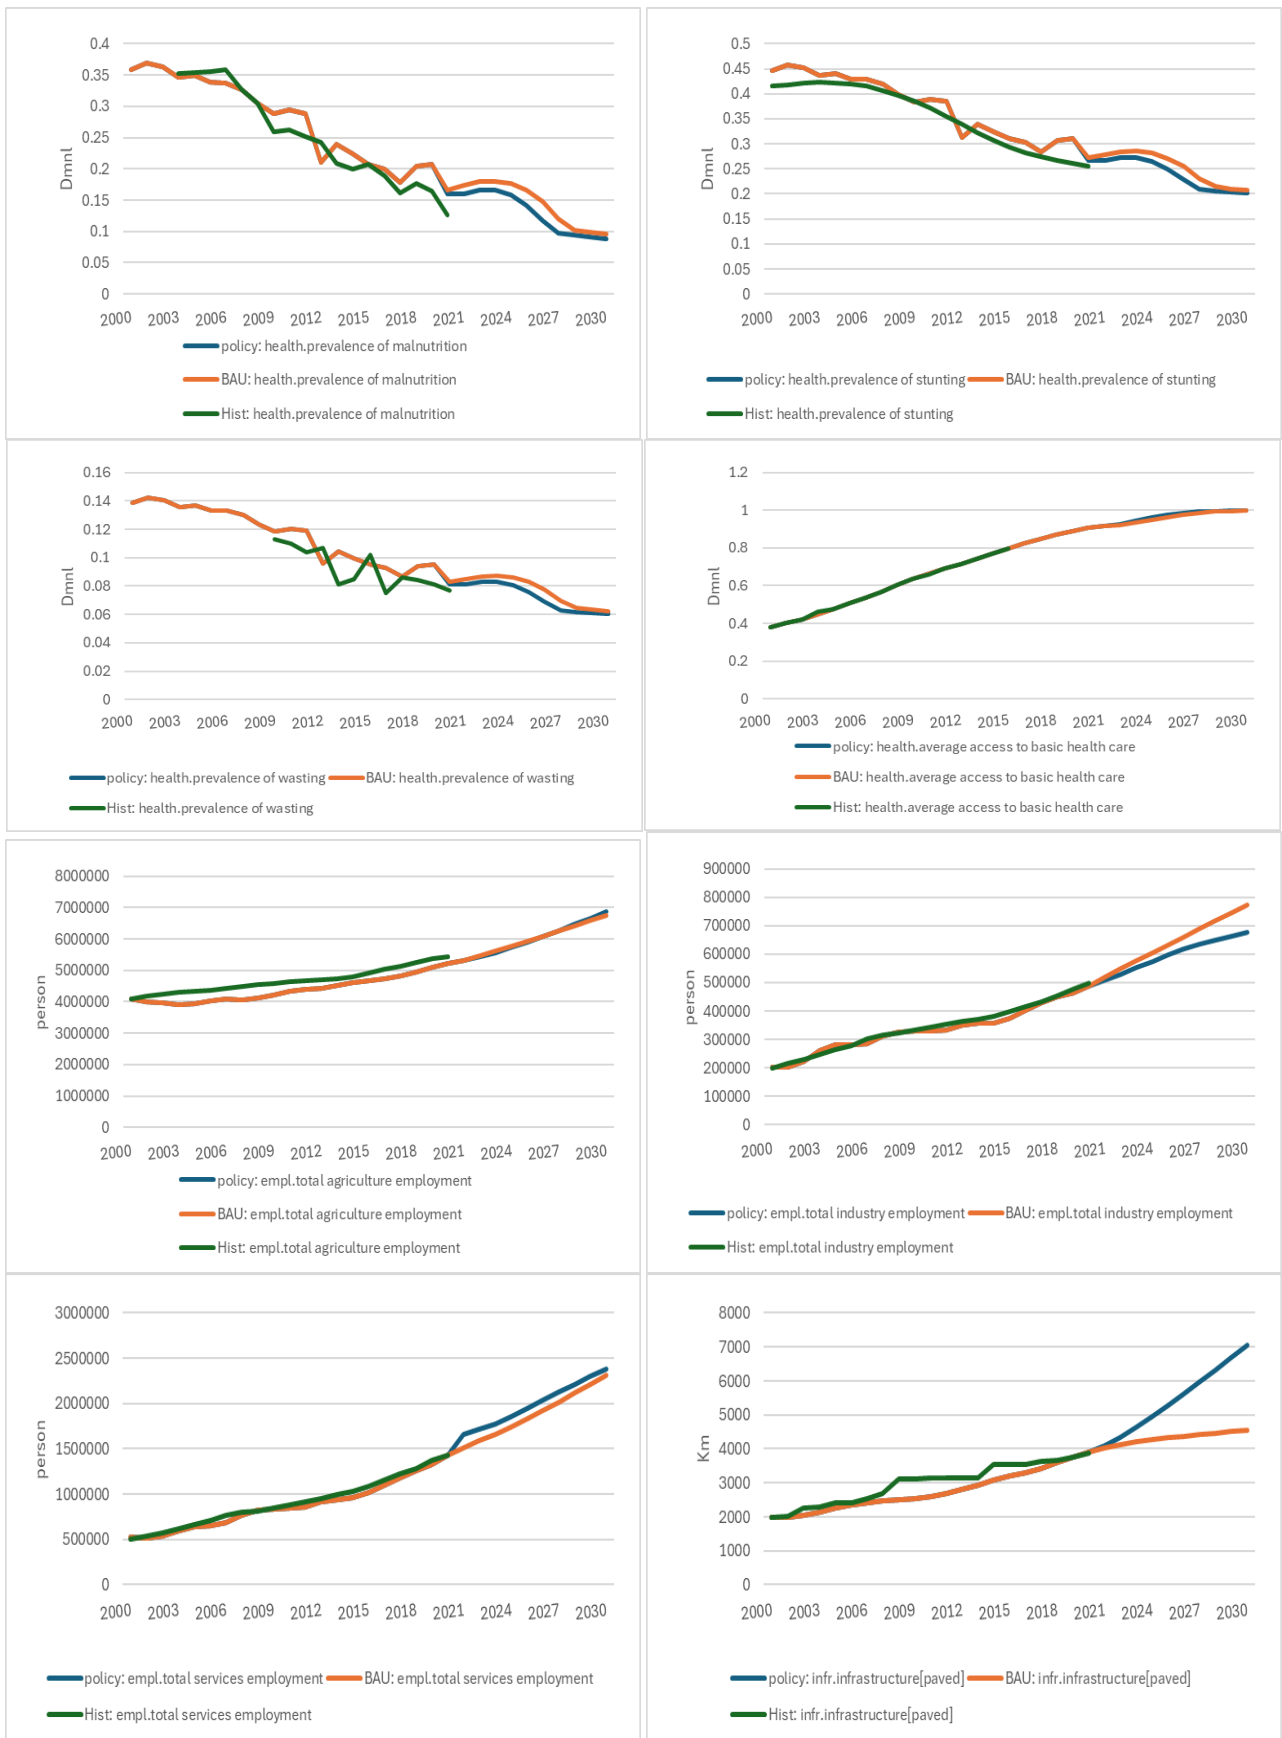 0.4
0.35
0.3
0.25
0.2
0.15
0.1
0.05
0
Dmnl
2000 2003 2006 2009 2012 2015 2018 2021 2024 2027 2030
policy: health.prevalence of malnutrition
BAU: health.prevalence of malnutrition
Hist: health.prevalence of malnutrition
0.5
0.45
0.4
0.35
0.3
0.25
0.2
0.15
0.1
0.05
0
Dmnl
2000 2003 2006 2009 2012 2015 2018 2021 2024 2027 2030
policy: health.prevalence of stunting BAU: health.prevalence of stunting
Hist: health.prevalence of stunting
0.16
0.14
0.12
0.1
0.08
0.06
0.04
0.02
0
Dmnl
2000 2003 2006 2009 2012 2015 2018 2021 2024 2027 2030
policy: health.prevalence of wasting BAU: health.prevalence of wasting
Hist: health.prevalence of wasting
1.2
1
0.8
0.6
0.4
0.2
0
Dmnl
2000 2003 2006 2009 2012 2015 2018 2021 2024 2027 2030
policy: health.average access to basic health care
BAU: health.average access to basic health care
Hist: health.average access to basic health care
8000000
7000000
6000000
5000000
4000000
3000000
2000000
1000000
0
person
2000 2003 2006 2009 2012 2015 2018 2021 2024 2027 2030
policy: empl.total agriculture employment
BAU: empl.total agriculture employment
Hist: empl.total agriculture employment
900000
800000
700000
600000
500000
400000
300000
200000
100000
0
person
2000 2003 2006 2009 2012 2015 2018 2021 2024 2027 2030
policy: empl.total industry employment BAU: empl.total industry employment
Hist: empl.total industry employment
3000000
2500000
2000000
1500000
1000000
500000
0
person
2000 2003 2006 2009 2012 2015 2018 2021 2024 2027 2030
policy: empl.total services employment BAU: empl.total services employment
Hist: empl.total services employment
8000
7000
6000
5000
4000
3000
2000
1000
0
Km
2000 2003 2006 2009 2012 2015 2018 2021 2024 2027 2030
policy: infr.infrastructure[paved] BAU: infr.infrastructure[paved]
Hist: infr.infrastructure[paved]